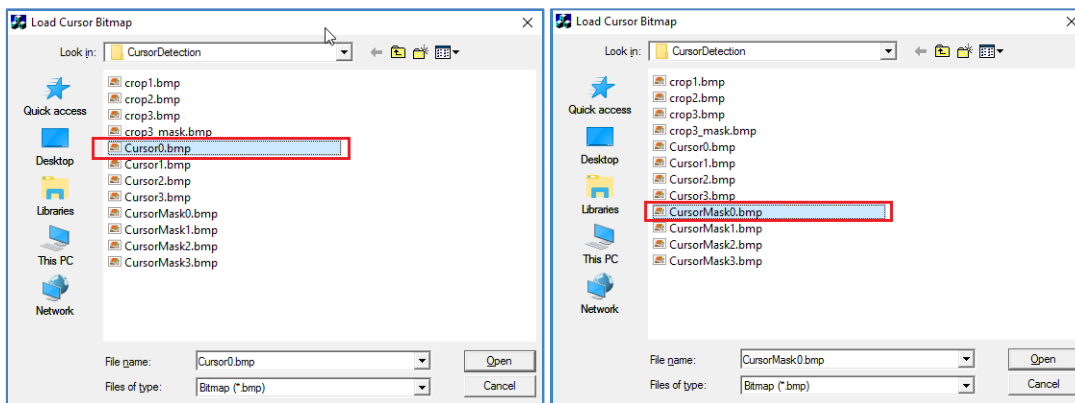 Load Cursor Bitmap
Look in: CursorDetection
Quick access
Desktop
Libraries
This PC
Network
crop1.bmp
crop2.bmp
crop3.bmp
crop3_mask.bmp
Cursor0.bmp
Cursor1.bmp
Cursor2.bmp
Cursor3.bmp
CursorMask0.bmp
CursorMask1.bmp
CursorMask2.bmp
CursorMask3.bmp
File name: Cursor0.bmp Open
Files of type: Bitmap (*.bmp) Cancel
Load Cursor Bitmap
Look in: CursorDetection
Quick access
Desktop
Libraries
This PC
Network
crop1.bmp
crop2.bmp
crop3.bmp
crop3_mask.bmp
Cursor0.bmp
Cursor1.bmp
Cursor2.bmp
Cursor3.bmp
CursorMask0.bmp
CursorMask1.bmp
CursorMask2.bmp
CursorMask3.bmp
File name: CursorMask0.bmp Open
Files of type: Bitmap (*.bmp) Cancel